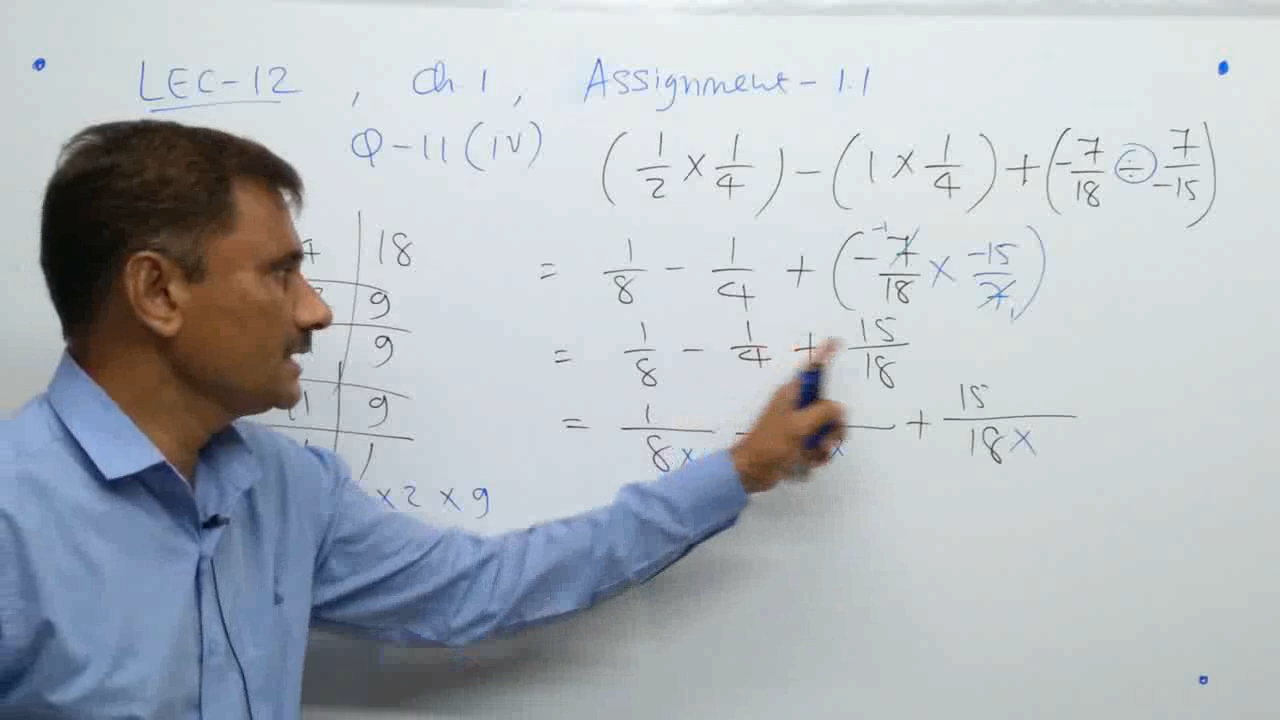 LEC-12 , Ch.1 , Assignment-1.1
Q-11(IV) (1/2 × 1/4) - (1 × 1/4) + (-7/18 ÷ 7/-15)
= 1/8 - 1/4 + (-7/18 × -15/7)
-1 1
= 1/8 - 1/4 + 15/18
= 1/8× + 15/18×
18
9
9
9
1
×2 ×9